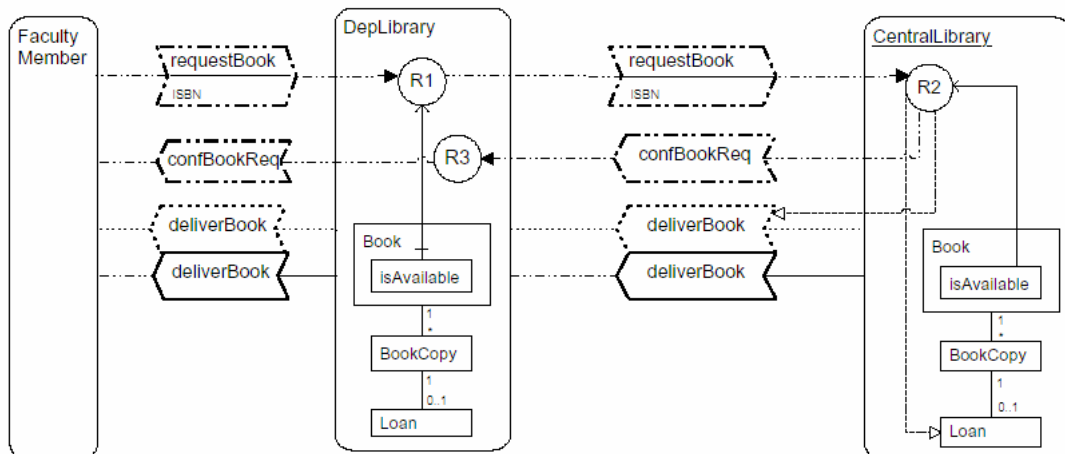 Faculty
Member
DepLibrary
CentralLibrary
requestBook
ISBN
R1
requestBook
ISBN
R2
confBookReq
R3
confBookReq
deliverBook
deliverBook
deliverBook
deliverBook
Book
isAvailable
1
*
BookCopy
1
0..1
Loan
Book
isAvailable
1
*
BookCopy
1
0..1
Loan